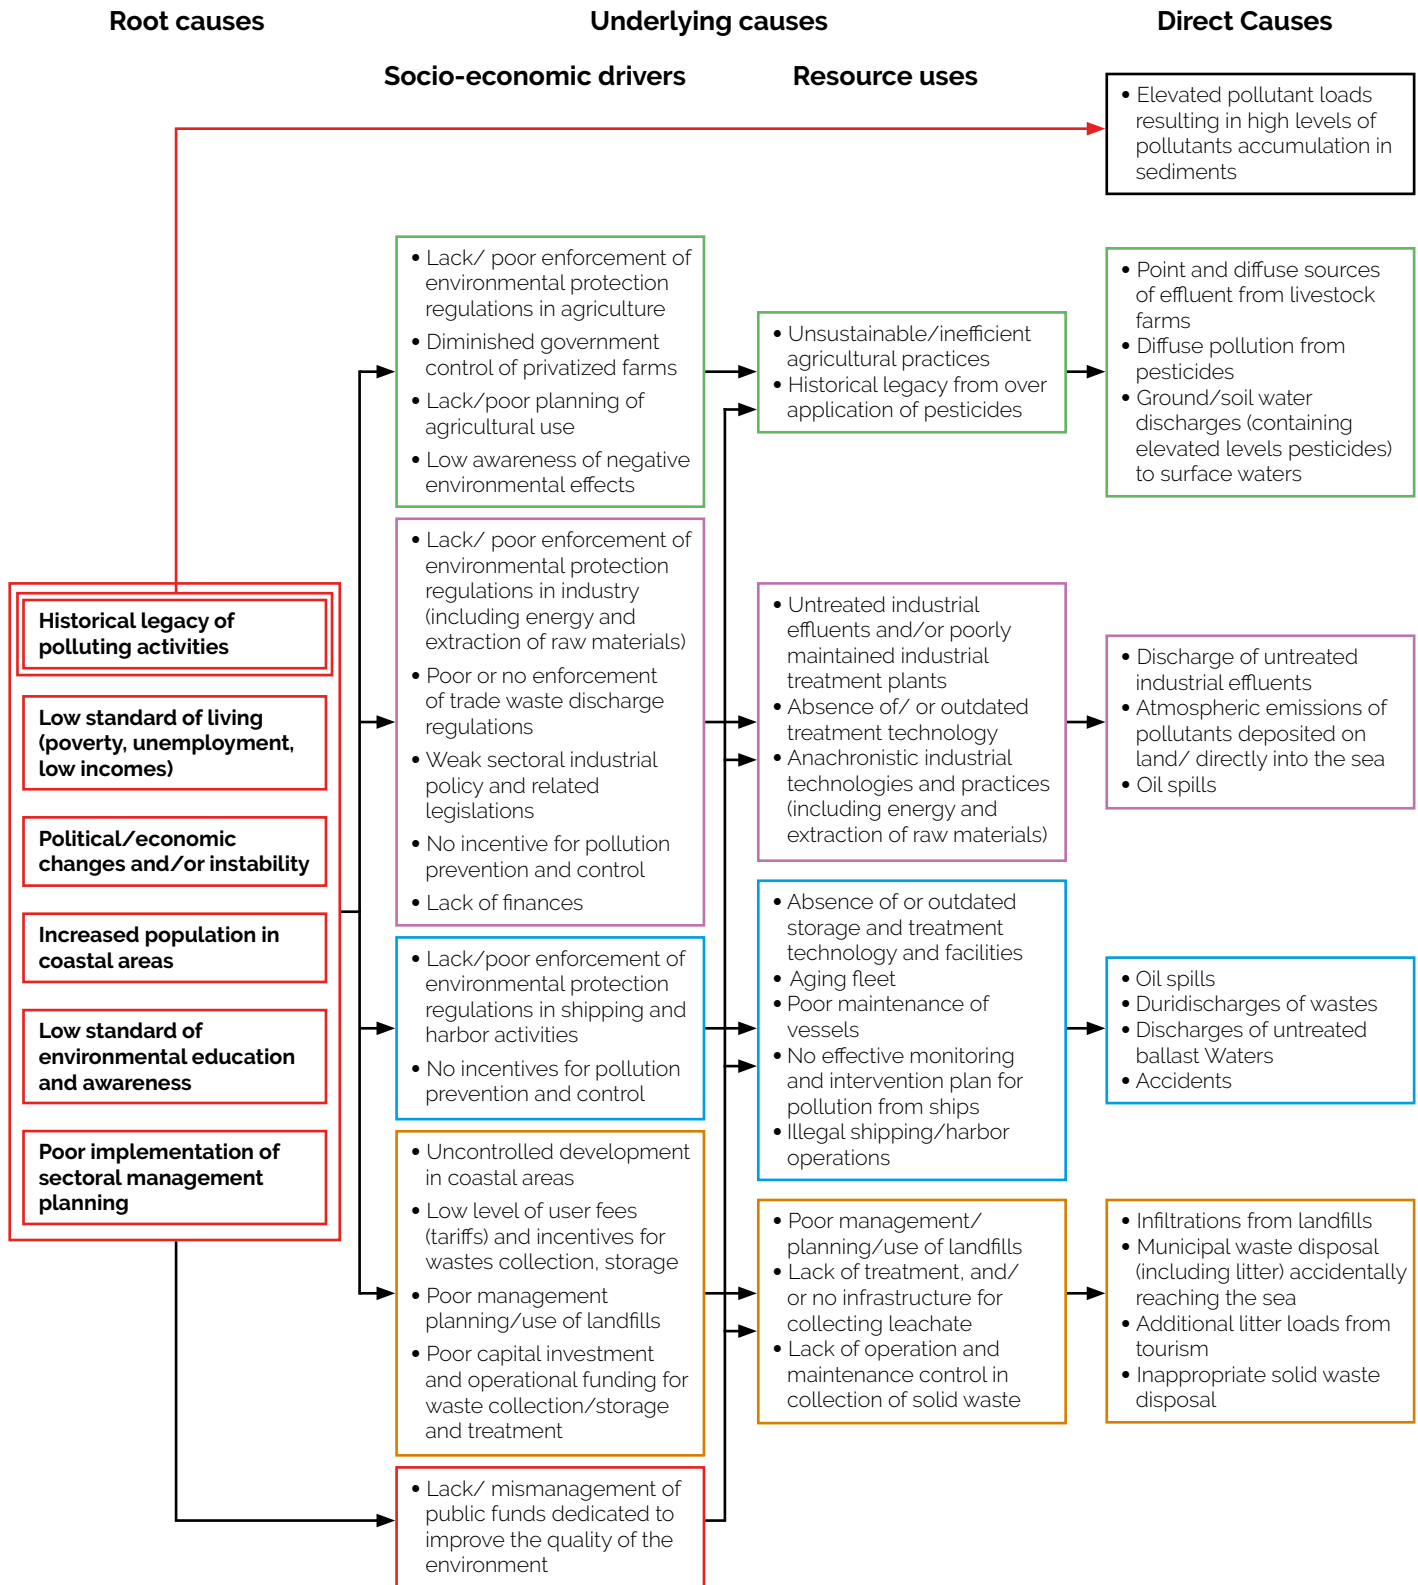 Root causes
Underlying causes
Direct Causes
Socio-economic drivers
Resource uses
• Elevated pollutant loads
resulting in high levels of
pollutants accumulation in
sediments
• Lack/ poor enforcement of
environmental protection
regulations in agriculture
• Diminished government
control of privatized farms
• Lack/poor planning of
agricultural use
• Low awareness of negative
environmental effects
• Unsustainable/inefficient
agricultural practices
• Historical legacy from over
application of pesticides
• Point and diffuse sources
of effluent from livestock
farms
• Diffuse pollution from
pesticides
• Ground/soil water
discharges (containing
elevated levels pesticides)
to surface waters
Historical legacy of
polluting activities
Low standard of living
(poverty, unemployment,
low incomes)
Political/economic
changes and/or instability
Increased population in
coastal areas
Low standard of
environmental education
and awareness
Poor implementation of
sectoral management
planning
• Lack/ poor enforcement of
environmental protection
regulations in industry
(including energy and
extraction of raw materials)
• Poor or no enforcement
of trade waste discharge
regulations
• Weak sectoral industrial
policy and related
legislations
• No incentive for pollution
prevention and control
• Lack of finances
• Untreated industrial
effluents and/or poorly
maintained industrial
treatment plants
• Absence of/ or outdated
treatment technology
• Anachronistic industrial
technologies and practices
(including energy and
extraction of raw materials)
• Discharge of untreated
industrial effluents
• Atmospheric emissions of
pollutants deposited on
land/ directly into the sea
• Oil spills
• Lack/poor enforcement of
environmental protection
regulations in shipping and
harbor activities
• No incentives for pollution
prevention and control
• Absence of or outdated
storage and treatment
technology and facilities
• Aging fleet
• Poor maintenance of
vessels
• No effective monitoring
and intervention plan for
pollution from ships
• Illegal shipping/harbor
operations
• Oil spills
• Duridischarges of wastes
• Discharges of untreated
ballast Waters
• Accidents
• Uncontrolled development
in coastal areas
• Low level of user fees
(tariffs) and incentives for
wastes collection, storage
• Poor management
planning/use of landfills
• Poor capital investment
and operational funding for
waste collection/storage
and treatment
• Poor management/
planning/use of landfills
• Lack of treatment, and/
or no infrastructure for
collecting leachate
• Lack of operation and
maintenance control in
collection of solid waste
• Infiltrations from landfills
• Municipal waste disposal
(including litter) accidentally
reaching the sea
• Additional litter loads from
tourism
• Inappropriate solid waste
disposal
• Lack/ mismanagement of
public funds dedicated to
improve the quality of the
environment